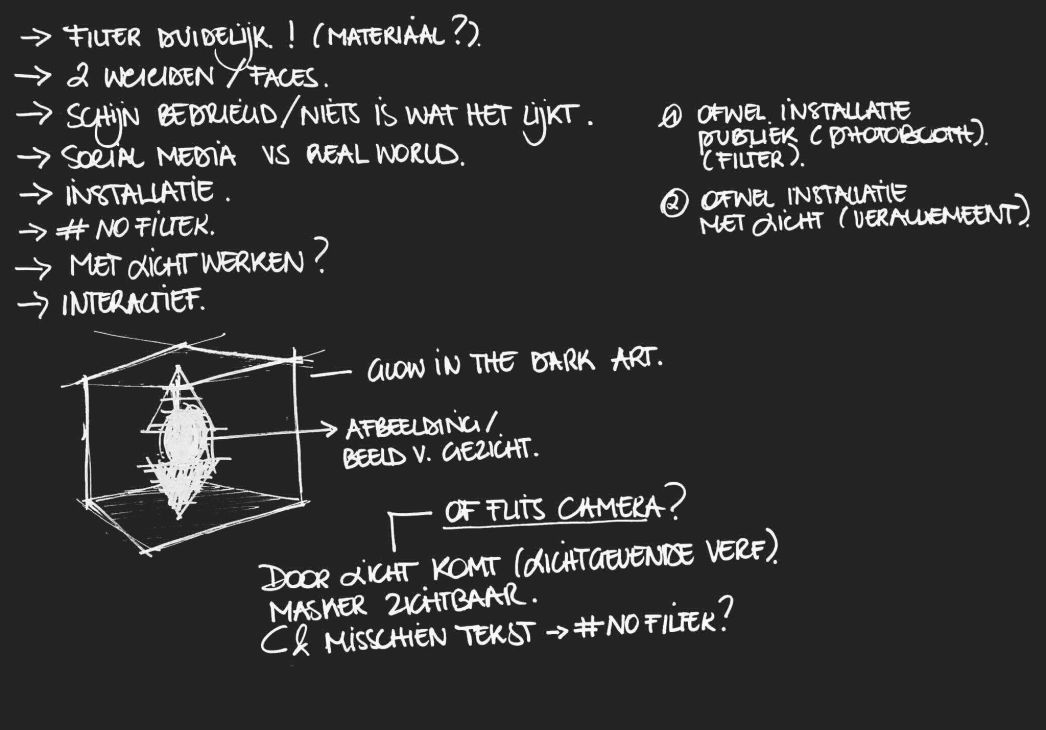 → FILTER DUIDELIJK. ! (MATERIAAL?).
→ 2 WERELDEN / FACES.
→ SCHIJN BEDRIEGD/NIETS IS WAT HET LIJKT.
→ SOCIAL MEDIA VS REAL WORLD.
→ INSTALLATIE.
→ # NO FILTER.
→ MET LICHT WERKEN?
→ INTERACTIEF.
① OFWEL INSTALLATIE
PUBLIEK (PHOTOBOOTH).
(FILTER).
② OFWEL INSTALLATIE
MET LICHT (VERALGEMEENT).
GLOW IN THE DARK ART.
→ AFBEELDING/
BEELD V. GEZICHT.
OF FLITS CAMERA?
DOOR LICHT KOMT (LICHTGEVENDE VERF).
MASKER ZICHTBAAR.
(& MISSCHIEN TEKST → # NO FILTER?